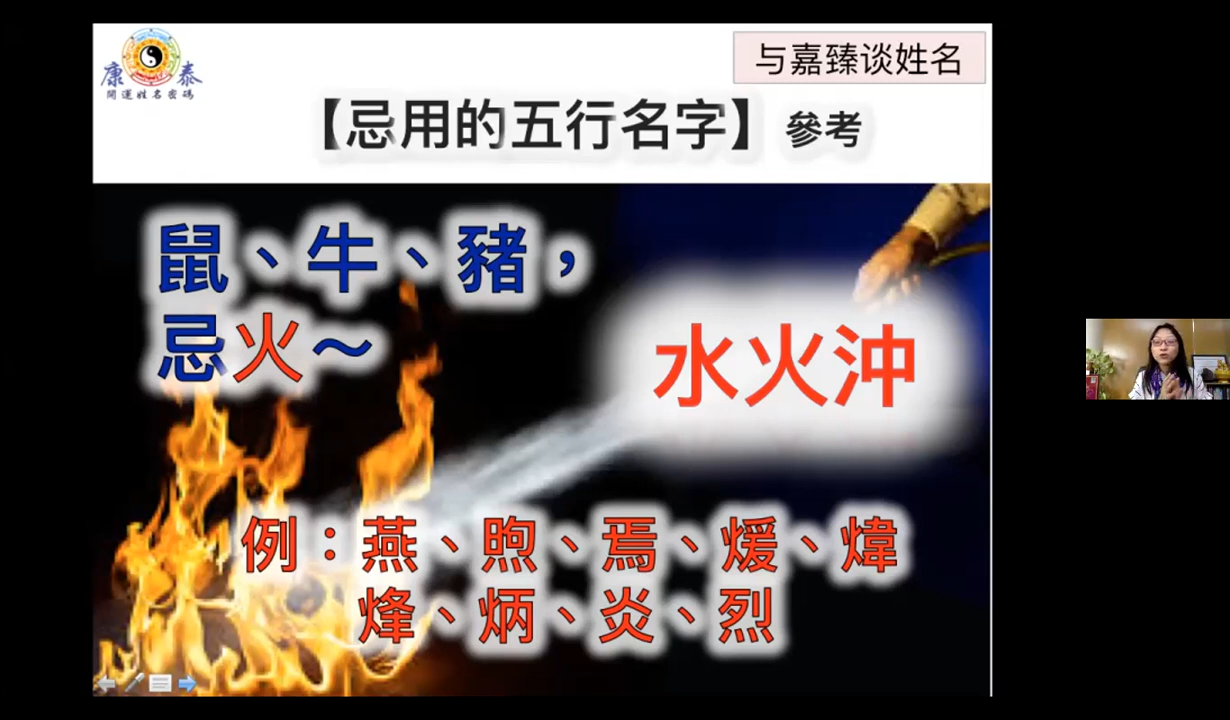 康 泰
開運姓名密碼
与嘉臻谈姓名
【忌用的五行名字】參考
鼠、牛、豬，
忌火～
水火沖
例：燕、煦、焉、煖、煒
烽、炳、炎、烈